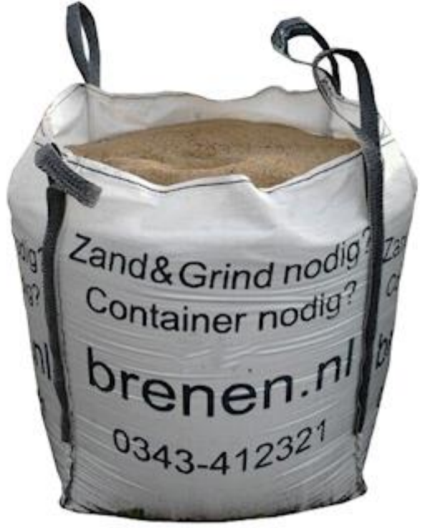 Zand&Grind nodig?
Container nodig?
brenen.nl
0343-412321